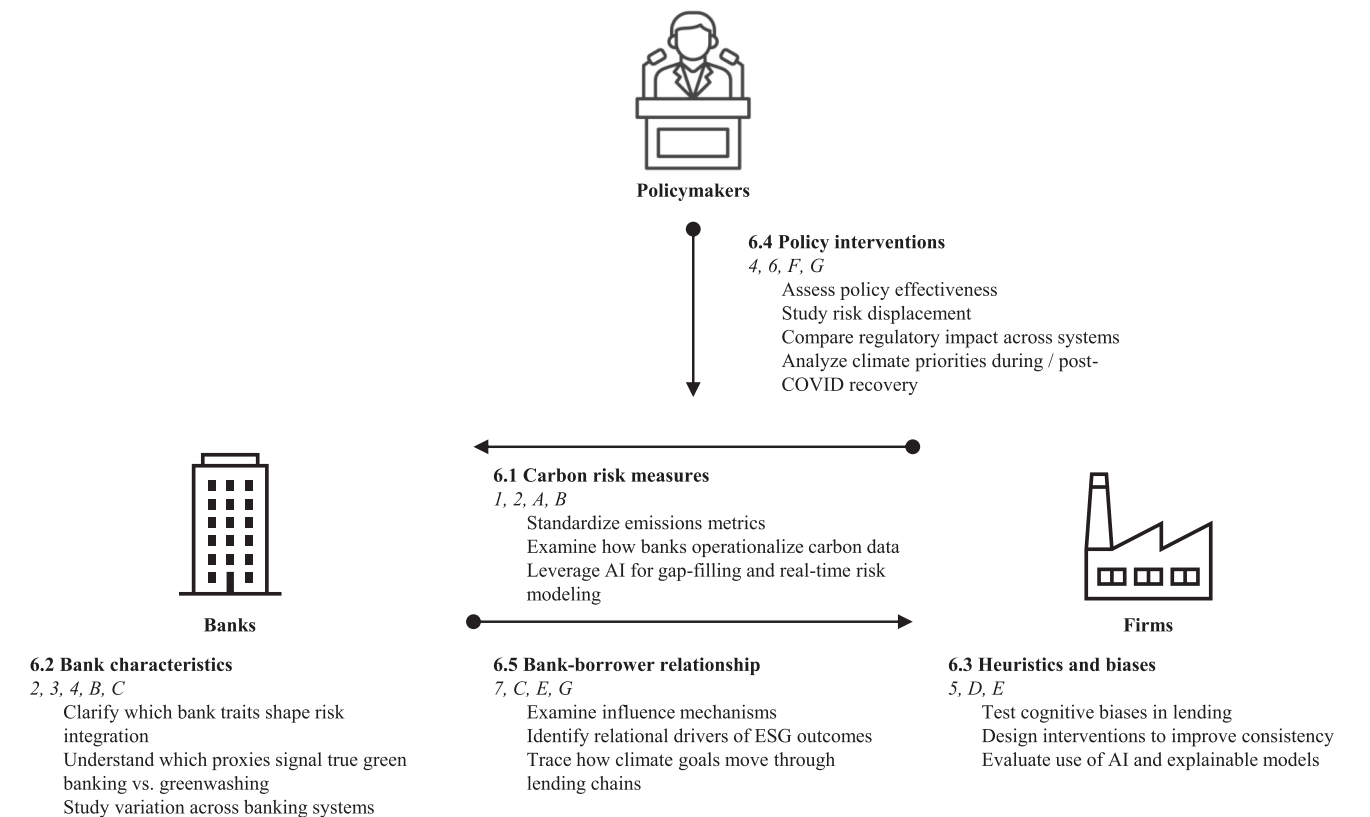 Policymakers
6.4 Policy interventions
4, 6, F, G
Assess policy effectiveness
Study risk displacement
Compare regulatory impact across systems
Analyze climate priorities during / post-
COVID recovery
6.1 Carbon risk measures
1, 2, A, B
Standardize emissions metrics
Examine how banks operationalize carbon data
Leverage AI for gap-filling and real-time risk
modeling
Banks
6.2 Bank characteristics
2, 3, 4, B, C
Clarify which bank traits shape risk
integration
Understand which proxies signal true green
banking vs. greenwashing
Study variation across banking systems
6.5 Bank-borrower relationship
7, C, E, G
Examine influence mechanisms
Identify relational drivers of ESG outcomes
Trace how climate goals move through
lending chains
Firms
6.3 Heuristics and biases
5, D, E
Test cognitive biases in lending
Design interventions to improve consistency
Evaluate use of AI and explainable models